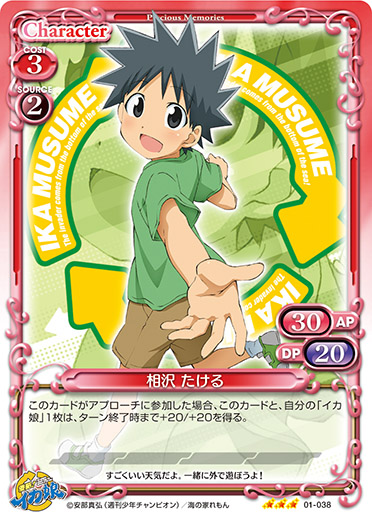 Precious Memories
Character
COST
3
SOURCE
2
IKA MUSUME
The invader comes from the bottom of the sea!
IKA MUSUME
comes from the bottom of the sea!
IKA
The invader
30 AP
DP 20
相沢 たける
このカードがアプローチに参加した場合、このカードと、自分の「イカ
娘」1枚は、ターン終了時まで+20/+20を得る。
すごくいい天気だよ。一緒に外で遊ぼうよ!
イカ娘
©安部真弘(週刊少年チャンピオン)/海の家れもん
01-038